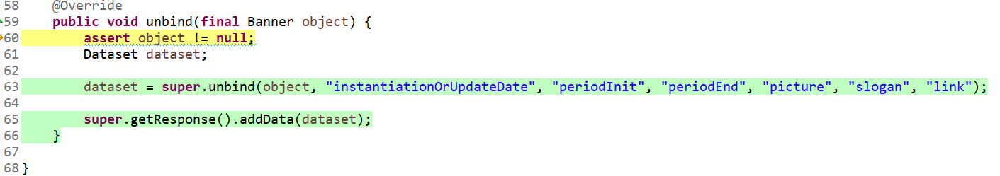 58     @Override
59     public void unbind(final Banner object) {
60         assert object != null;
61         Dataset dataset;
62
63         dataset = super.unbind(object, "instantiationOrUpdateDate", "periodInit", "periodEnd", "picture", "slogan", "link");
64
65         super.getResponse().addData(dataset);
66     }
67
68 }